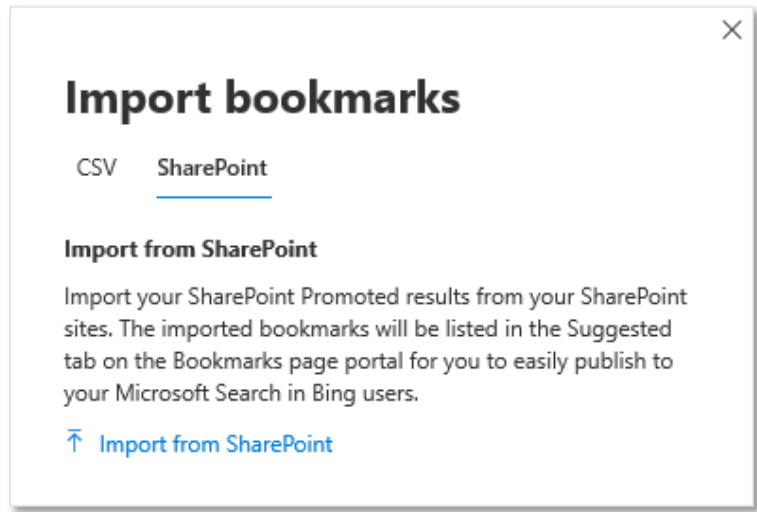 Import bookmarks
CSV SharePoint
Import from SharePoint
Import your SharePoint Promoted results from your SharePoint
sites. The imported bookmarks will be listed in the Suggested
tab on the Bookmarks page portal for you to easily publish to
your Microsoft Search in Bing users.
Import from SharePoint